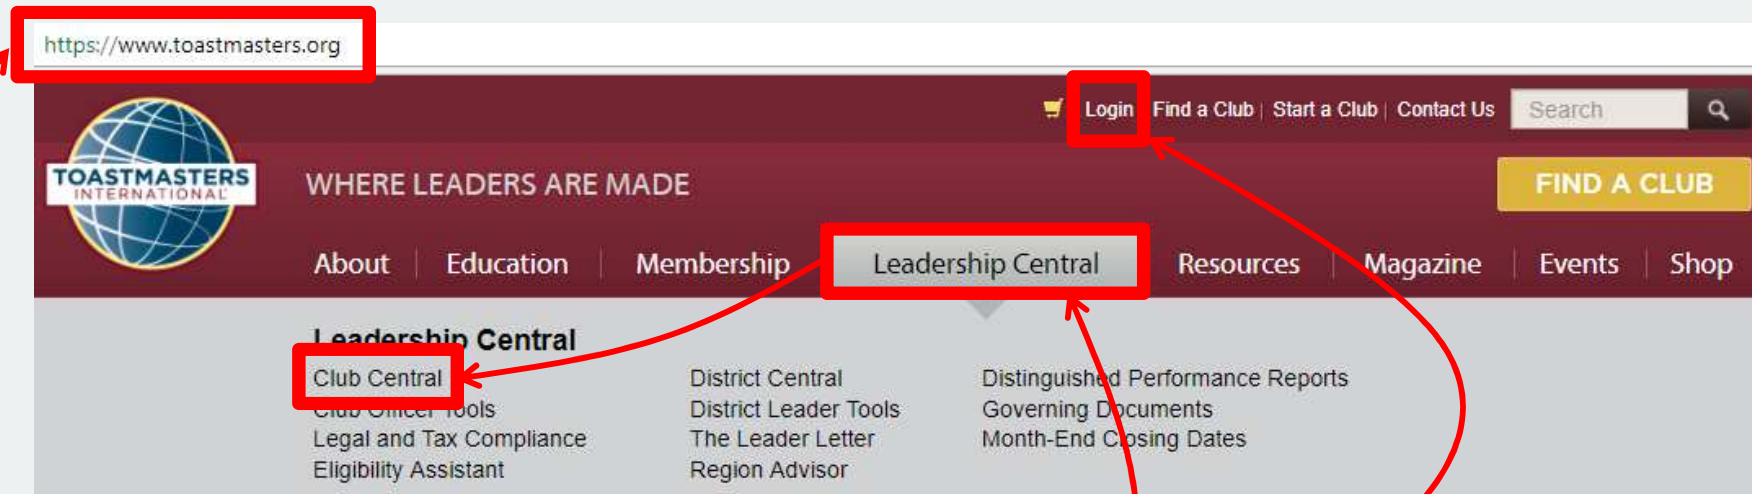 https://www.toastmasters.org
Login | Find a Club | Start a Club | Contact Us Search
TOASTMASTERS
INTERNATIONAL
WHERE LEADERS ARE MADE
FIND A CLUB
About Education Membership Leadership Central Resources Magazine Events Shop
Leadership Central
Club Central District Central Distinguished Performance Reports
Club Officer Tools District Leader Tools Governing Documents
Legal and Tax Compliance The Leader Letter Month-End Closing Dates
Eligibility Assistant Region Advisor